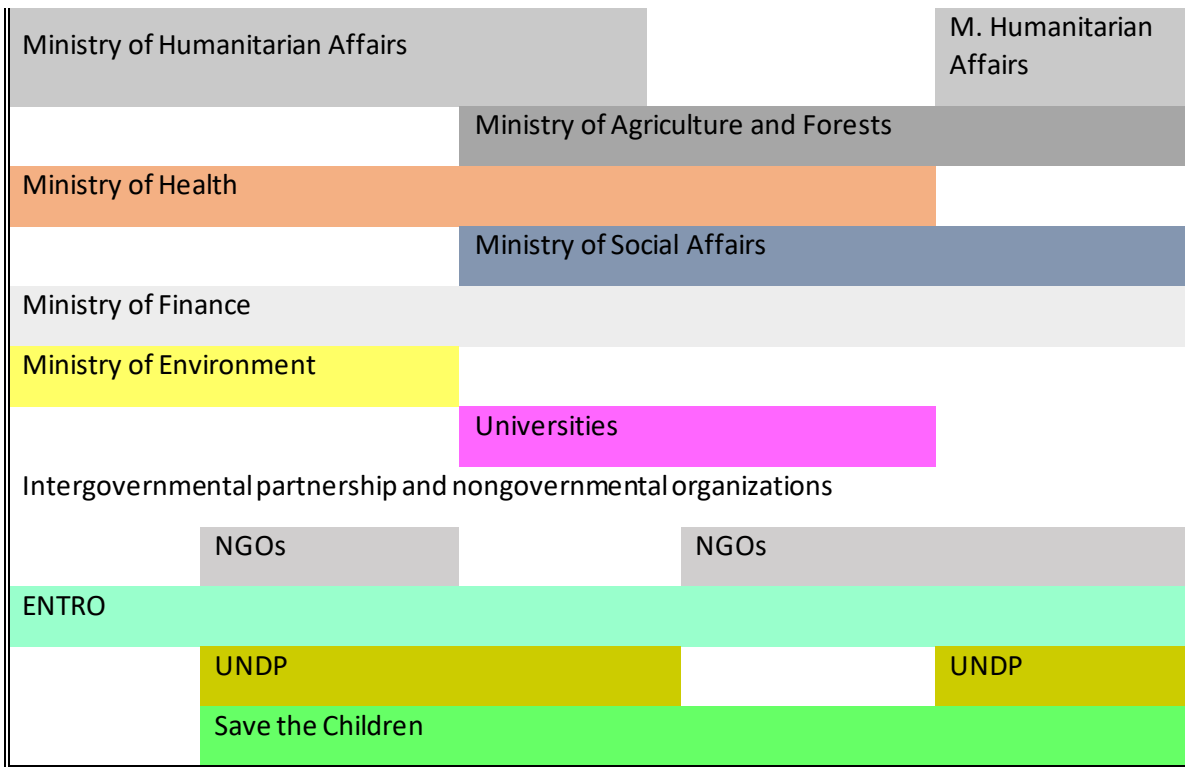 Ministry of Humanitarian Affairs
M. Humanitarian
Affairs
Ministry of Agriculture and Forests
Ministry of Health
Ministry of Social Affairs
Ministry of Finance
Ministry of Environment
Universities
Intergovernmental partnership and nongovernmental organizations
NGOs
NGOs
ENTRO
UNDP
UNDP
Save the Children